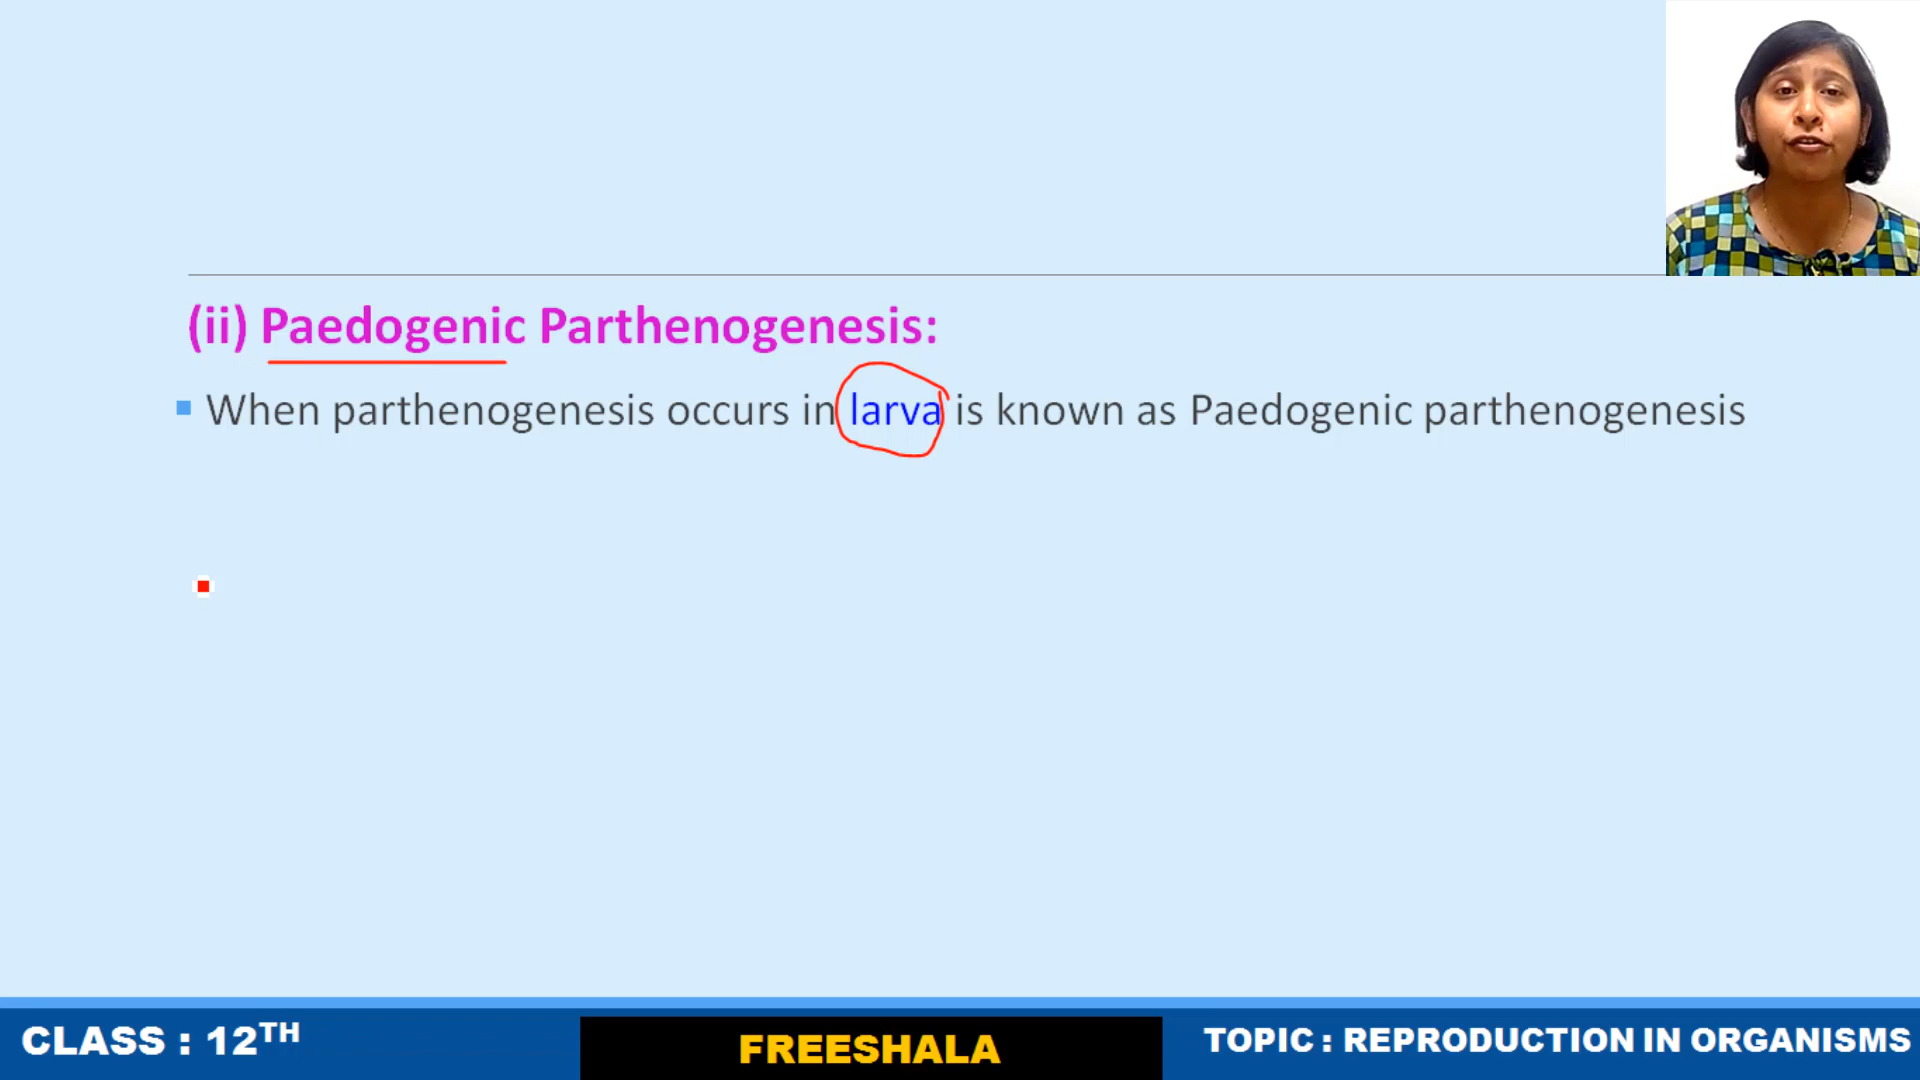 (ii) Paedogenic Parthenogenesis:
When parthenogenesis occurs in larva is known as Paedogenic parthenogenesis
CLASS : 12TH
FREESHALA
TOPIC : REPRODUCTION IN ORGANISMS